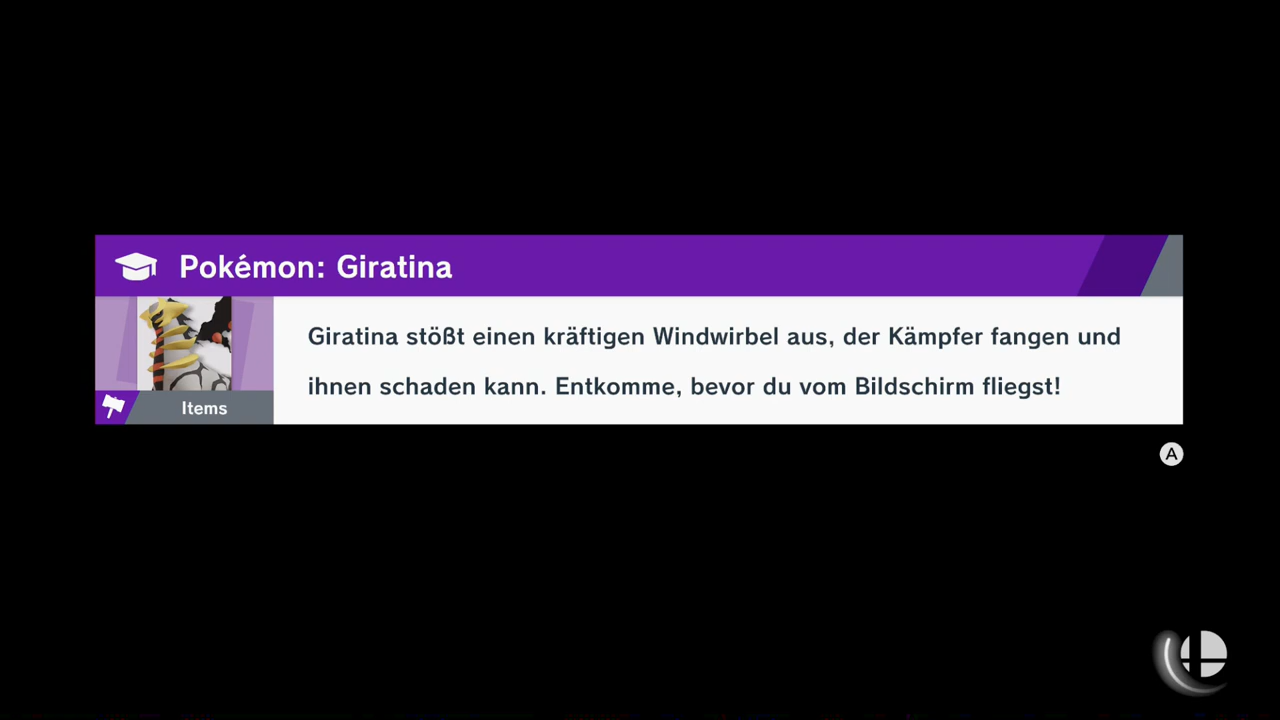 Pokémon: Giratina
Giratina stößt einen kräftigen Windwirbel aus, der Kämpfer fangen und
ihnen schaden kann. Entkomme, bevor du vom Bildschirm fliegst!
Items
A